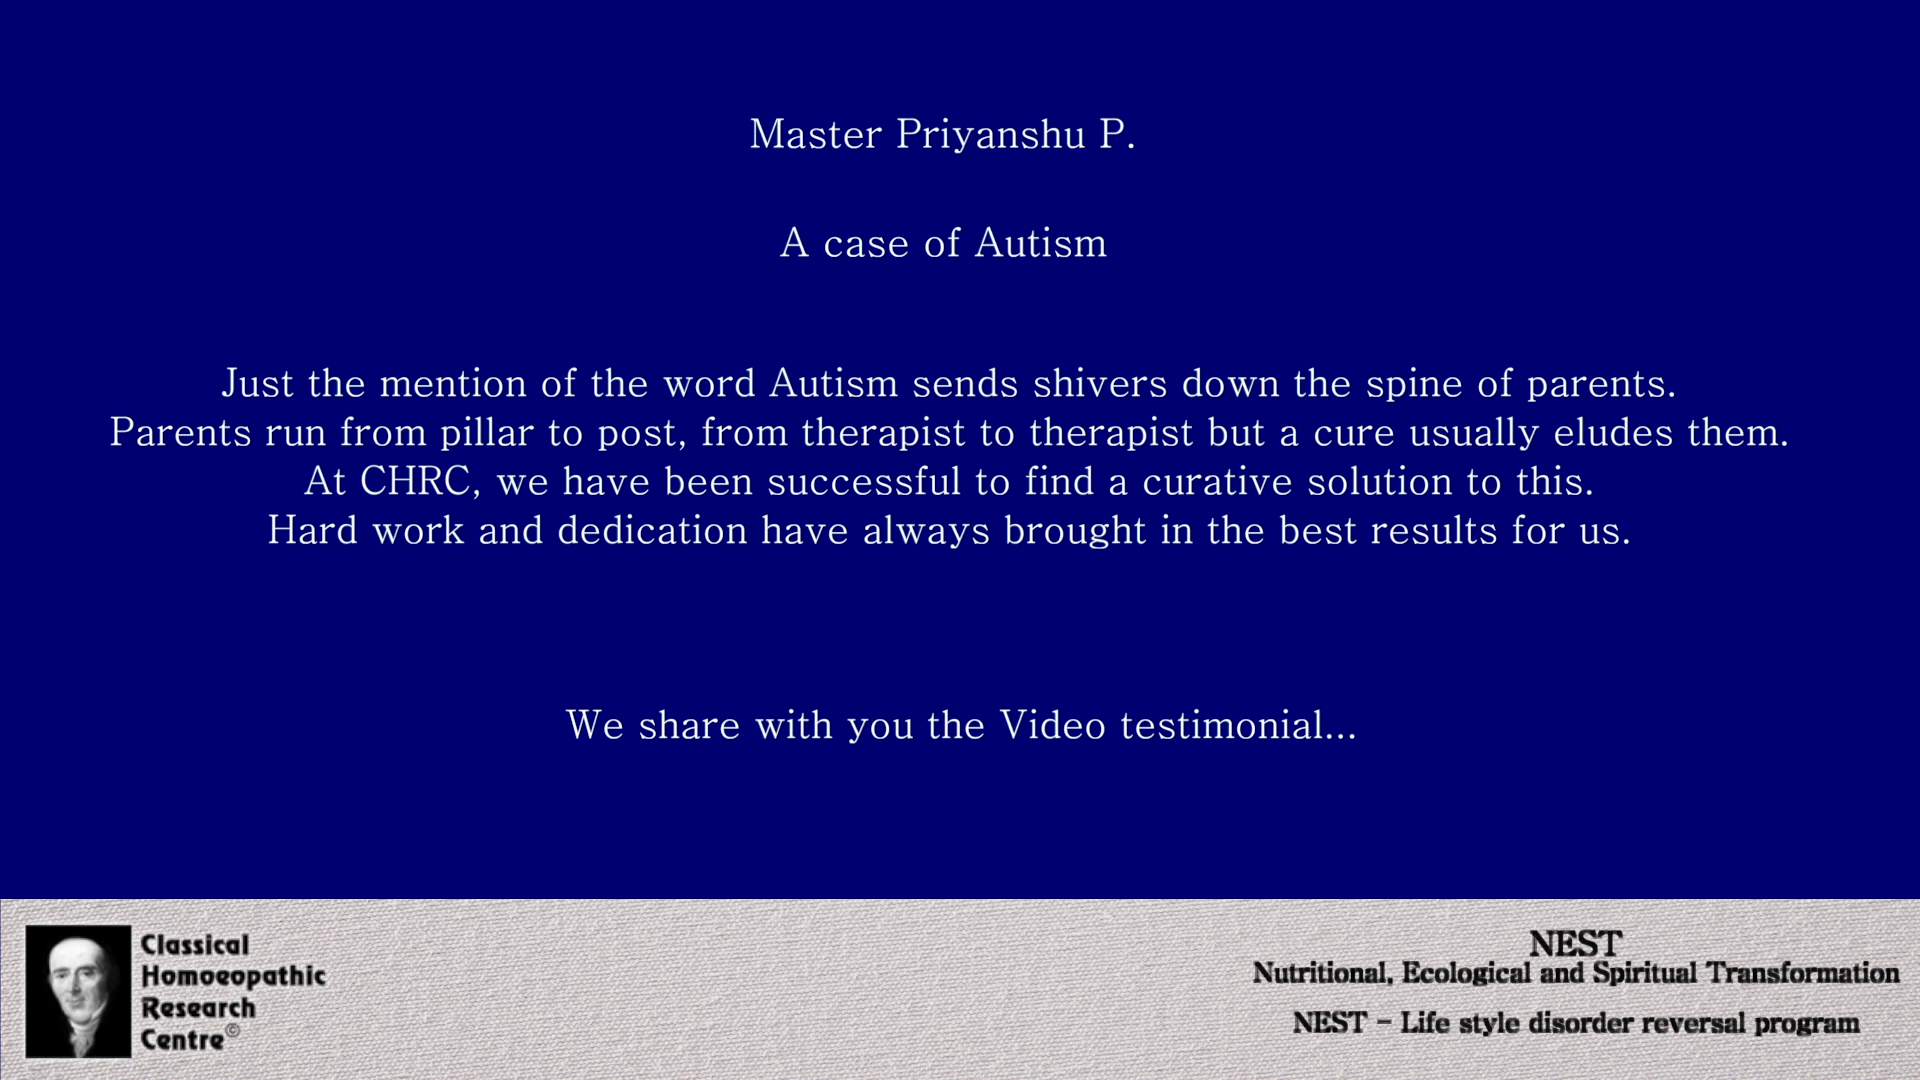 Master Priyanshu P.
A case of Autism
Just the mention of the word Autism sends shivers down the spine of parents.
Parents run from pillar to post, from therapist to therapist but a cure usually eludes them.
At CHRC, we have been successful to find a curative solution to this.
Hard work and dedication have always brought in the best results for us.
We share with you the Video testimonial...
Classical
Homoeopathic
Research
Centre©
NEST
Nutritional, Ecological and Spiritual Transformation
NEST - Life style disorder reversal program